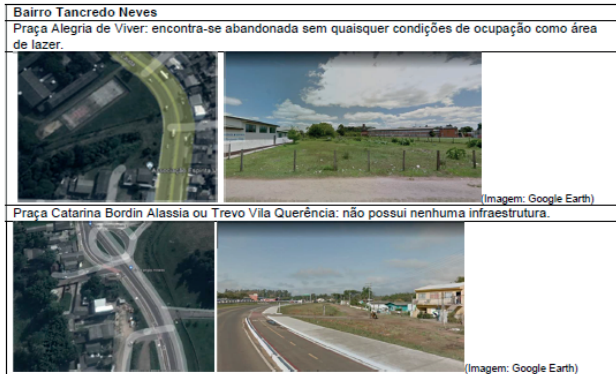 Bairro Tancredo Neves
Praça Alegria de Viver: encontra-se abandonada sem quaisquer condições de ocupação como área
de lazer.
(Imagem: Google Earth)
Praça Catarina Bordin Alassia ou Trevo Vila Querência: não possui nenhuma infraestrutura.
(Imagem: Google Earth)